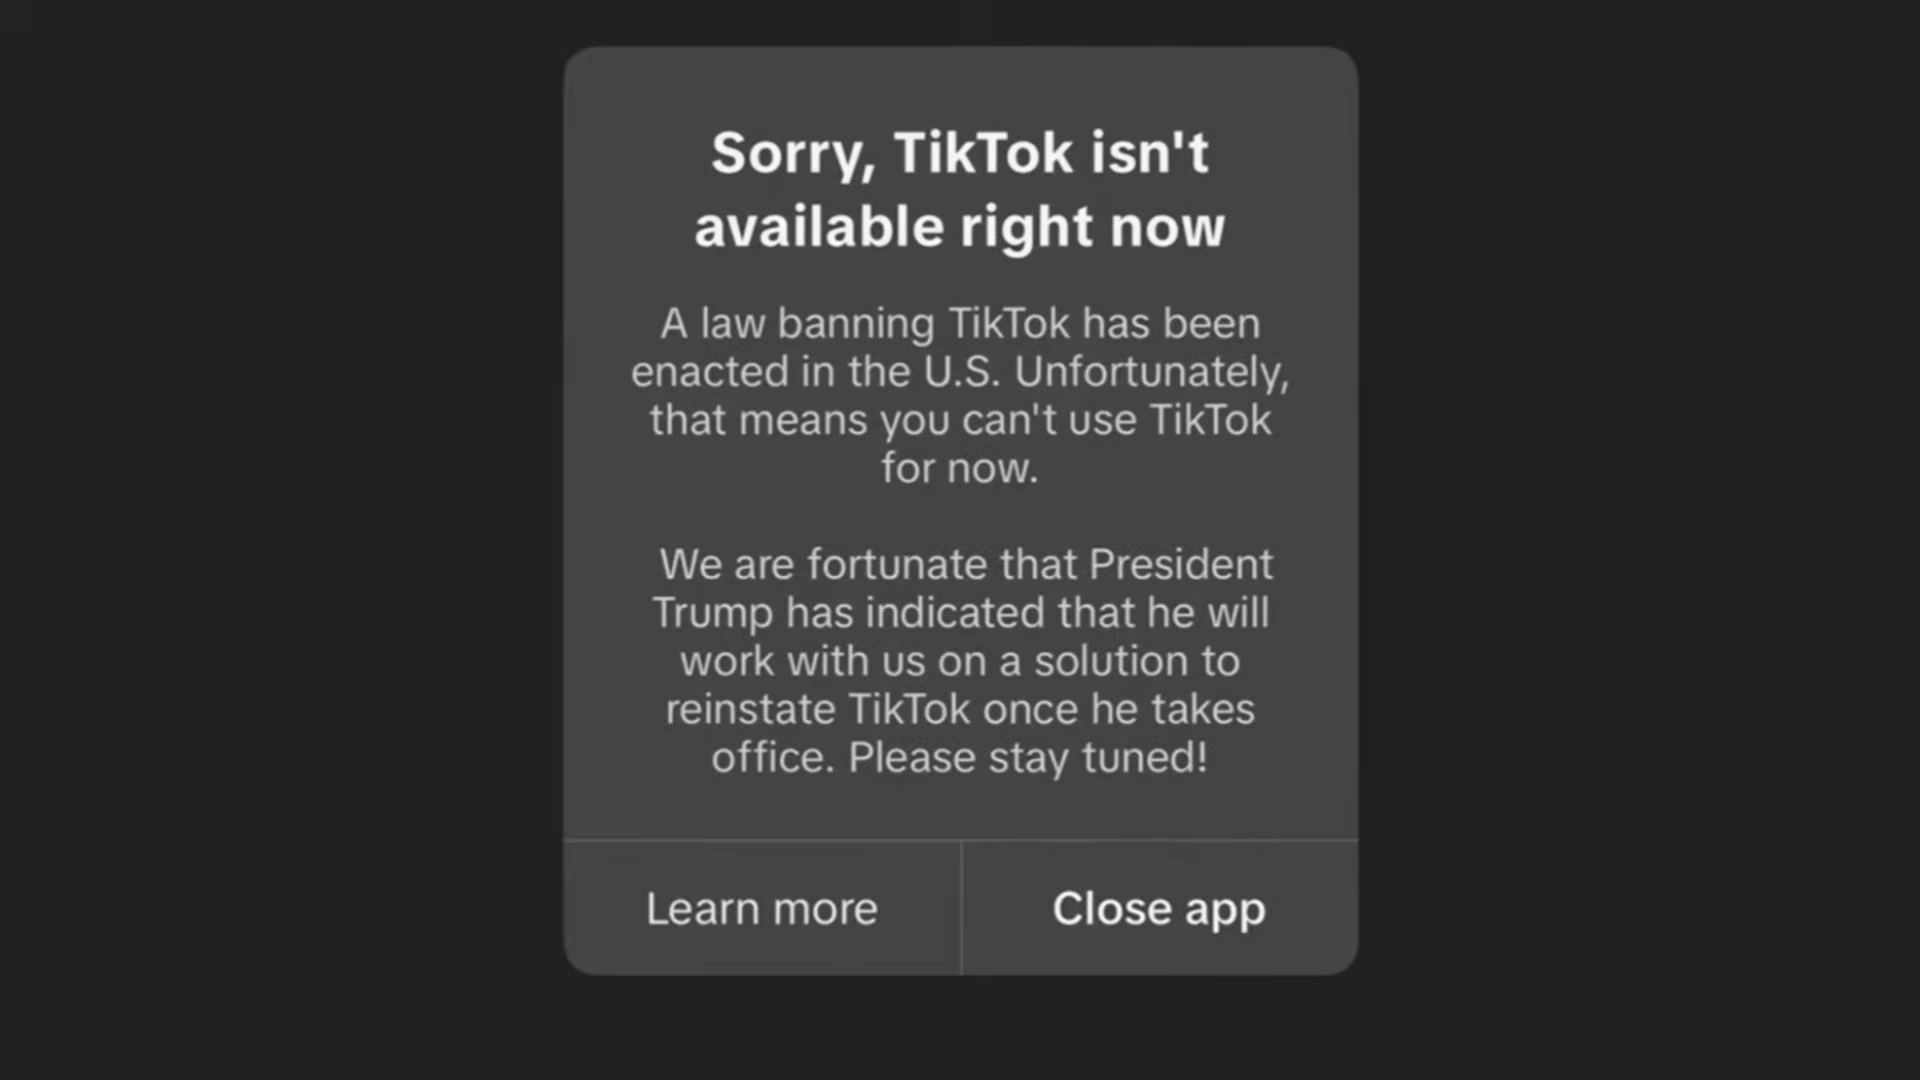 Sorry, TikTok isn't
available right now
A law banning TikTok has been
enacted in the U.S. Unfortunately,
that means you can't use TikTok
for now.
We are fortunate that President
Trump has indicated that he will
work with us on a solution to
reinstate TikTok once he takes
office. Please stay tuned!
Learn more
Close app